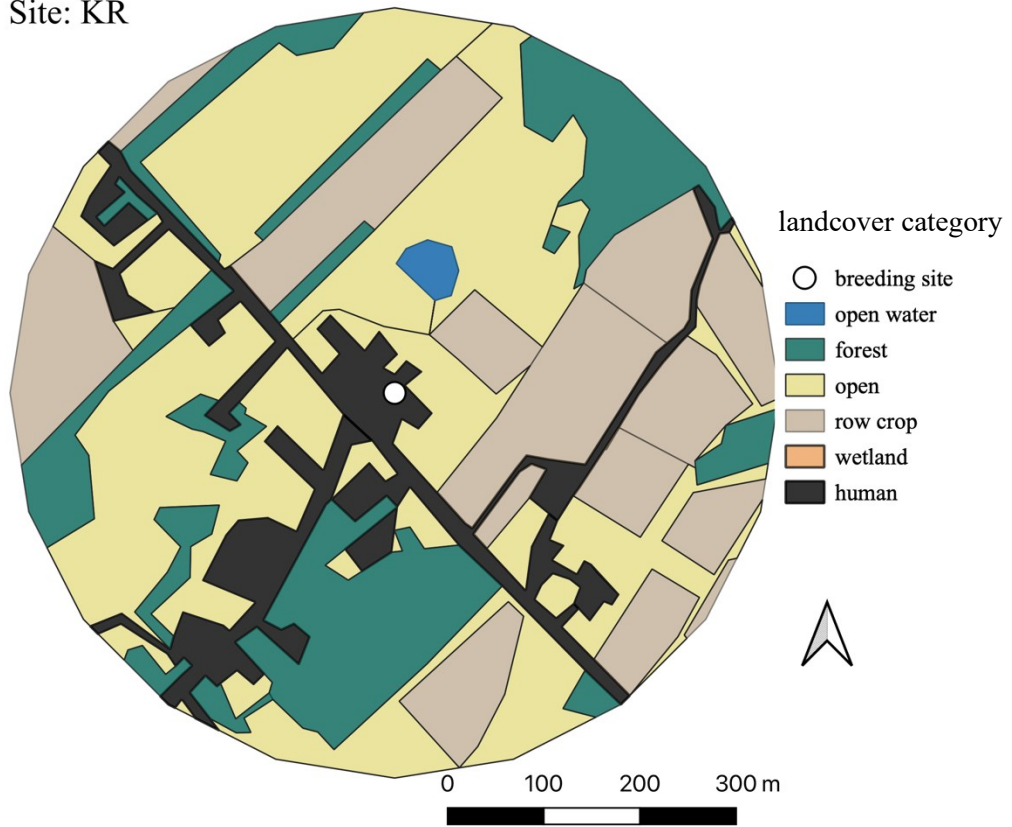 Site: KR
landcover category
breeding site
open water
forest
open
row crop
wetland
human
0 100 200 300 m